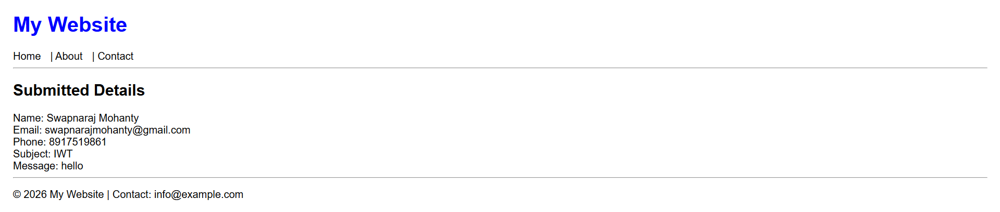 My Website
Home | About | Contact
Submitted Details
Name: Swapnaraj Mohanty
Email: swapnarajmohanty@gmail.com
Phone: 8917519861
Subject: IWT
Message: hello
© 2026 My Website | Contact: info@example.com